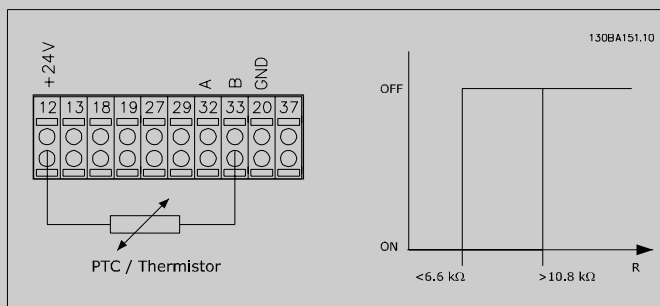 130BA151.10
+24V
A
B
GND
12 13 18 19 27 29 32 33 20 37
PTC / Thermistor
OFF
ON
<6.6 kΩ
>10.8 kΩ
R